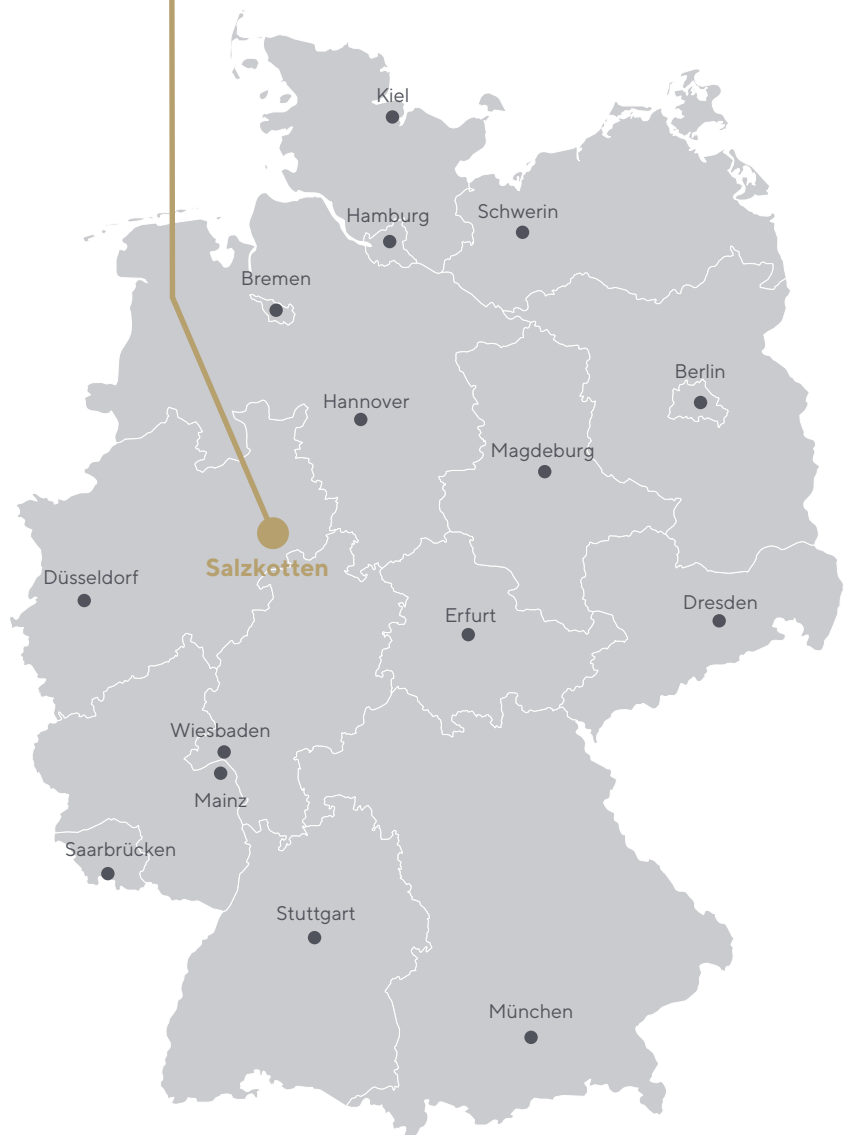 Kiel
Hamburg
Schwerin
Bremen
Berlin
Hannover
Magdeburg
Salzkotten
Düsseldorf
Dresden
Erfurt
Wiesbaden
Mainz
Saarbrücken
Stuttgart
München